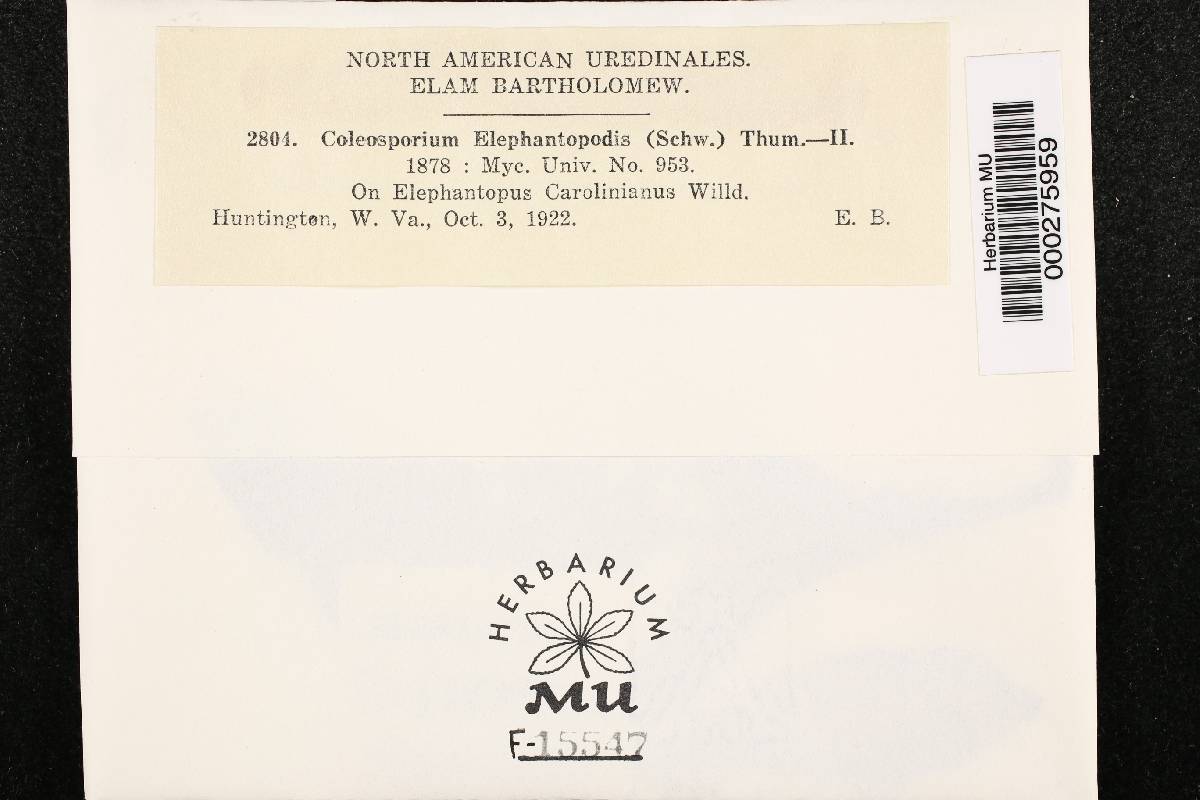 NORTH AMERICAN UREDINALES.
ELAM BARTHOLOMEW.
2804. Coleosporium Elephantopodis (Schw.) Thum.—II.
1878 : Myc. Univ. No. 953.
On Elephantopus Carolinianus Willd.
Huntington, W. Va., Oct. 3, 1922. E. B.
Herbarium MU
000275959
HERBARIUM
MU
F-15547